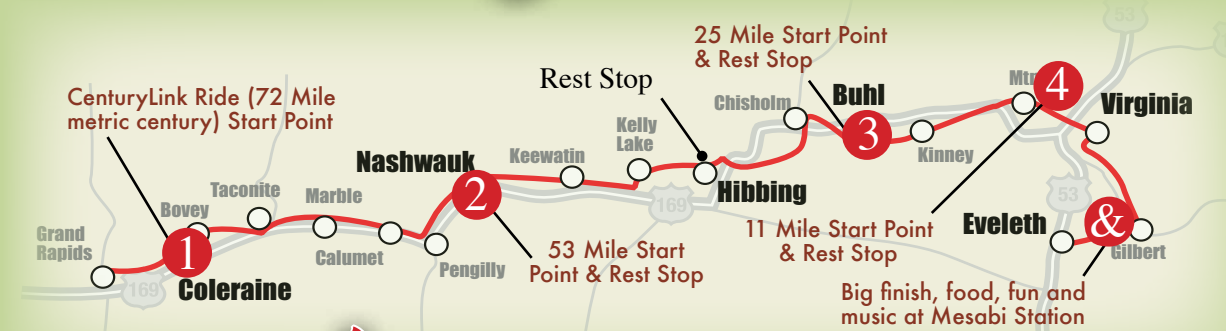 53
25 Mile Start Point
& Rest Stop
Rest Stop
CenturyLink Ride (72 Mile
metric century) Start Point
Chisholm
Buhl
Mtn
4
Virginia
3
Kinney
Kelly
Lake
Keewatin
Nashwauk
2
Hibbing
169
53
Taconite
Marble
Bovey
Grand
Rapids
1
Calumet
Pengilly
Coleraine
169
53 Mile Start
Point & Rest Stop
11 Mile Start Point
& Rest Stop
Eveleth
&
Gilbert
Big finish, food, fun and
music at Mesabi Station